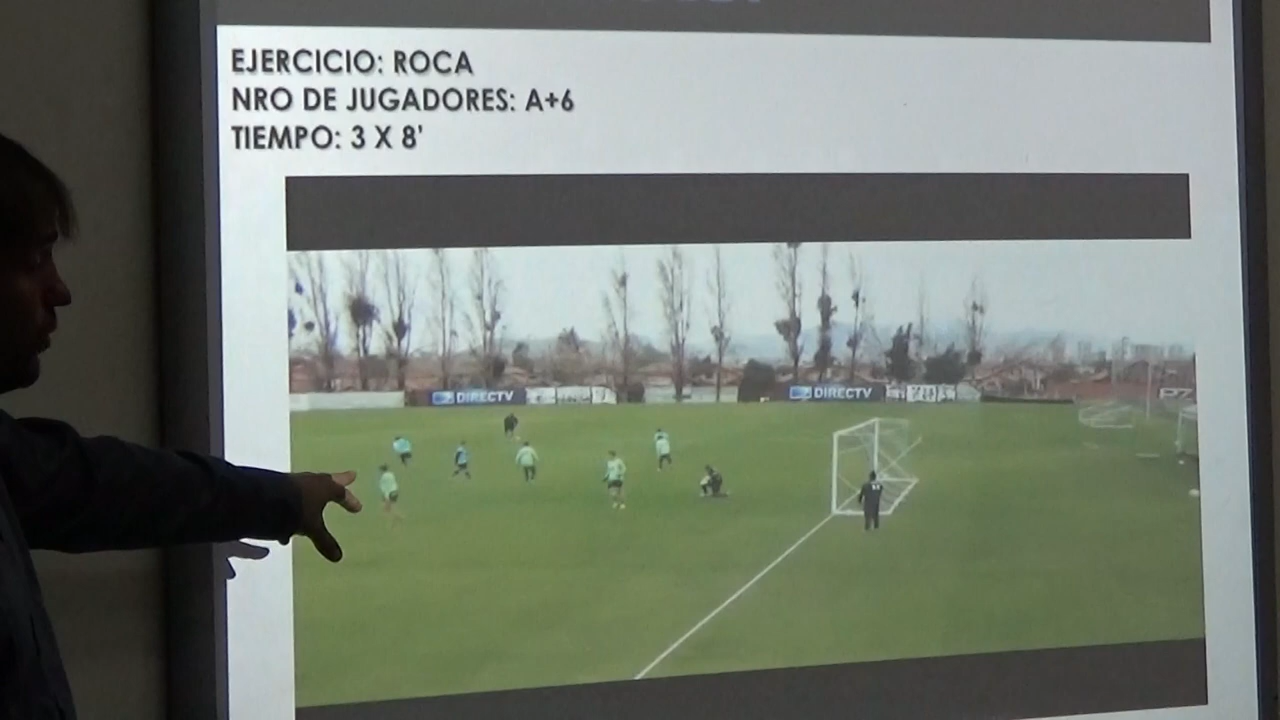 EJERCICIO: ROCA
NRO DE JUGADORES: A+6
TIEMPO: 3 X 8'
DIRECTV
DIRECTV